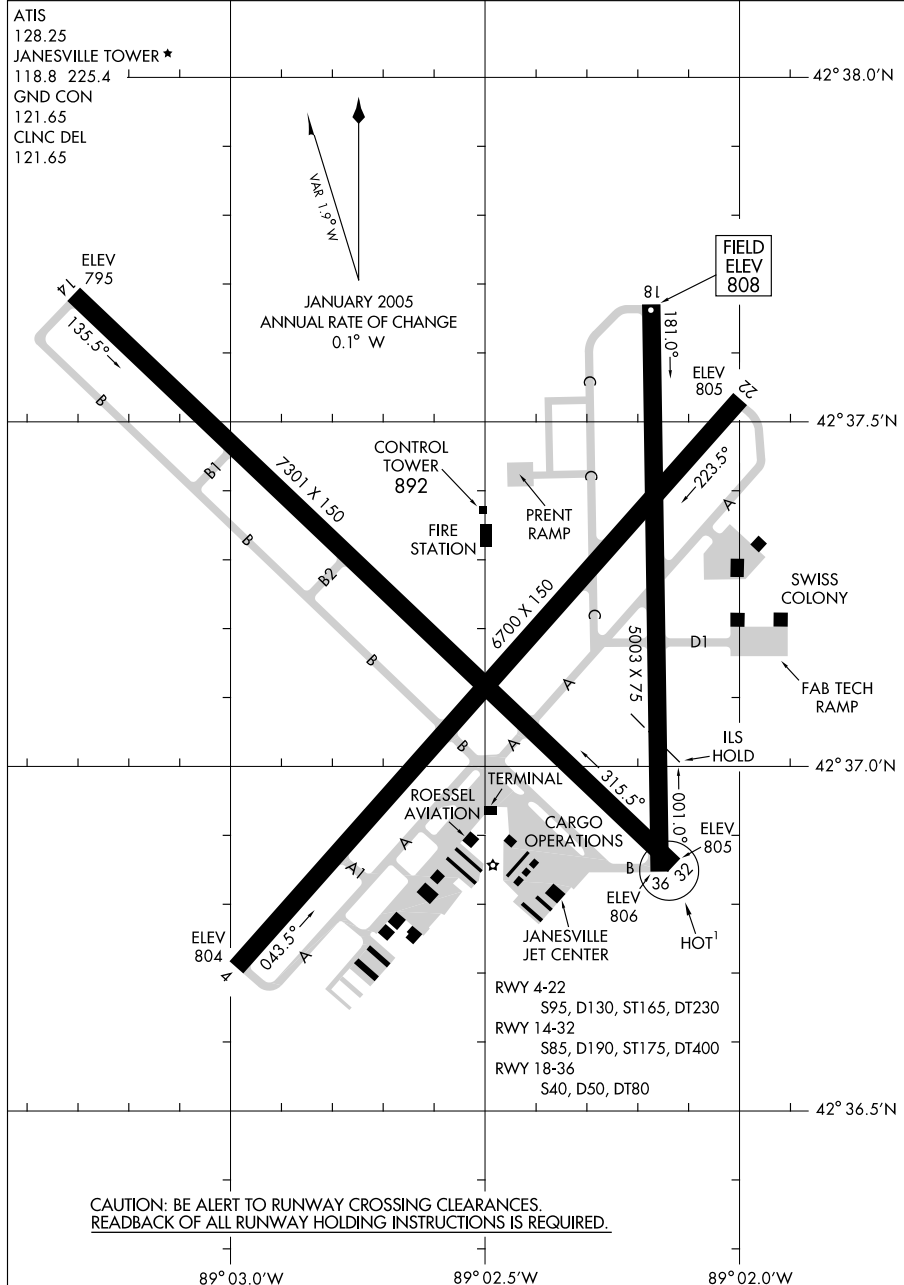 ATIS
128.25
JANESVILLE TOWER ★
118.8 225.4
GND CON
121.65
CLNC DEL
121.65
42° 38.0'N
VAR 1.9° W
JANUARY 2005
ANNUAL RATE OF CHANGE
0.1° W
ELEV
795
14
135.5°
FIELD
ELEV
808
18
181.0°
ELEV
805
22
223.5°
42° 37.5'N
C
B
B1
7301 X 150
CONTROL
TOWER
892
FIRE
STATION
PRENT
RAMP
C
A
B
B2
6700 X 150
C
5003 X 75
D1
SWISS
COLONY
FAB TECH
RAMP
B
A
B
A
ILS
HOLD
42° 37.0'N
TERMINAL
ROESSEL
AVIATION
CARGO
OPERATIONS
315.5°
001.0°
ELEV
805
A
A1
B
36
32
ELEV
806
HOT¹
JANESVILLE
JET CENTER
ELEV
804
4
043.5°
A
RWY 4-22
S95, D130, ST165, DT230
RWY 14-32
S85, D190, ST175, DT400
RWY 18-36
S40, D50, DT80
42° 36.5'N
CAUTION: BE ALERT TO RUNWAY CROSSING CLEARANCES.
READBACK OF ALL RUNWAY HOLDING INSTRUCTIONS IS REQUIRED.
89° 03.0'W
89° 02.5'W
89° 02.0'W